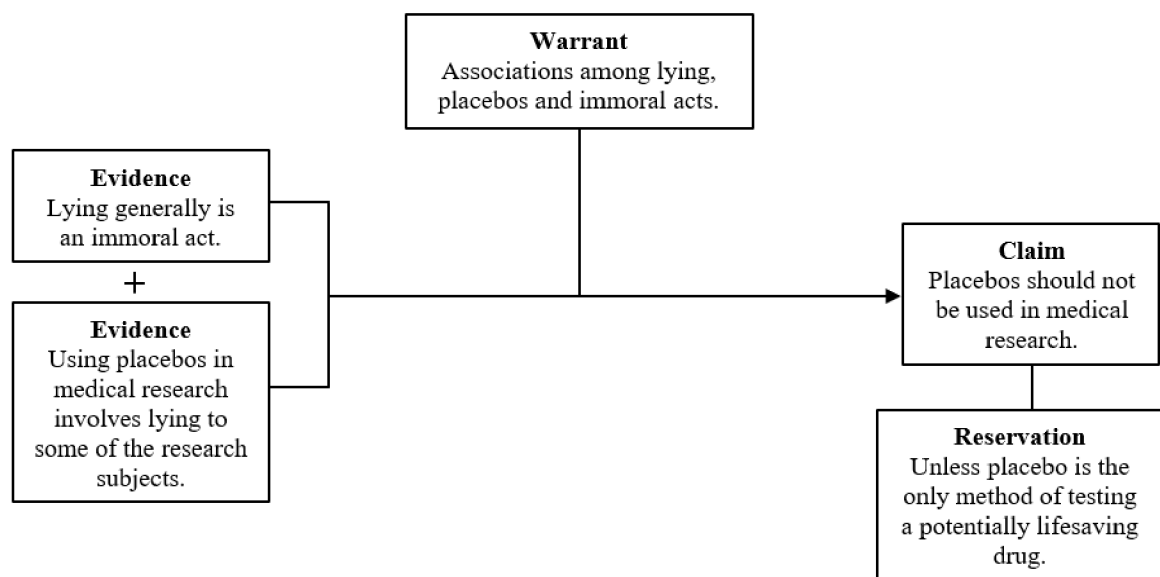 Warrant
Associations among lying,
placebos and immoral acts.
Evidence
Lying generally is
an immoral act.
+
Evidence
Using placebos in
medical research
involves lying to
some of the research
subjects.
Claim
Placebos should not
be used in medical
research.
Reservation
Unless placebo is the
only method of testing
a potentially lifesaving
drug.